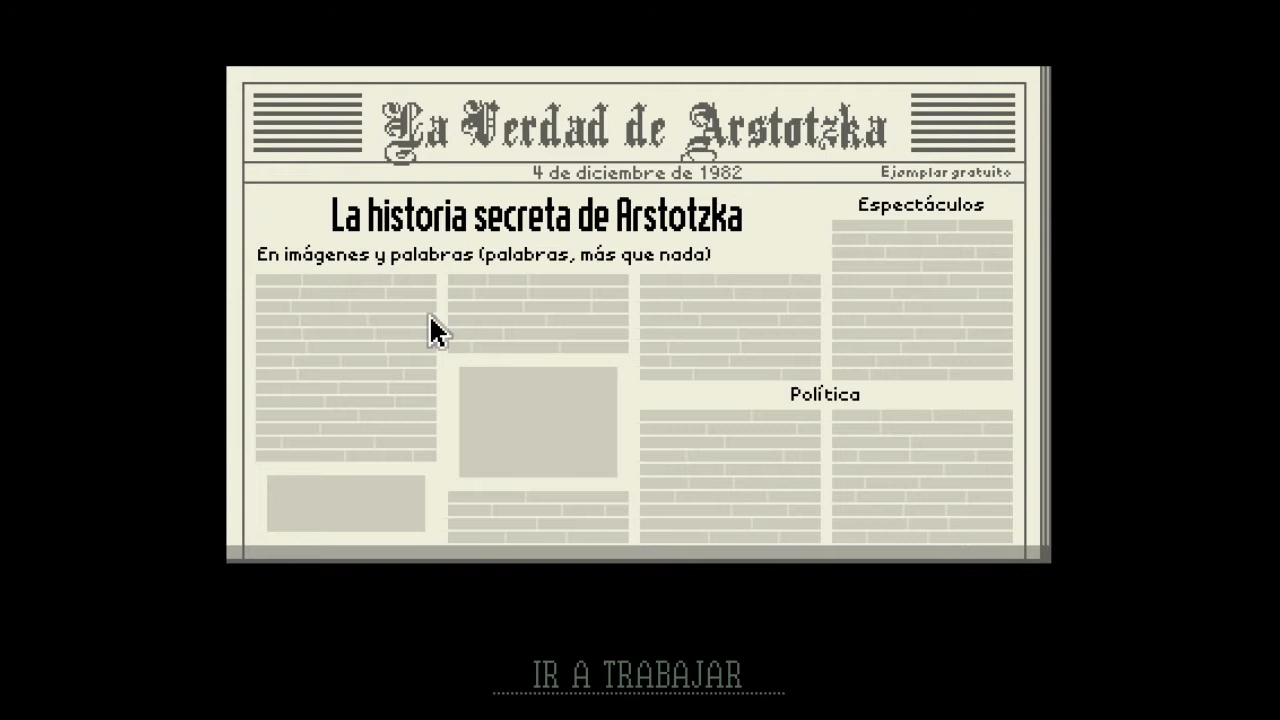 La Verdad de Arstotzka
4 de diciembre de 1982
Ejemplar gratuito
La historia secreta de Arstotzka
En imágenes y palabras (palabras, más que nada)
Espectáculos
Política
IR A TRABAJAR